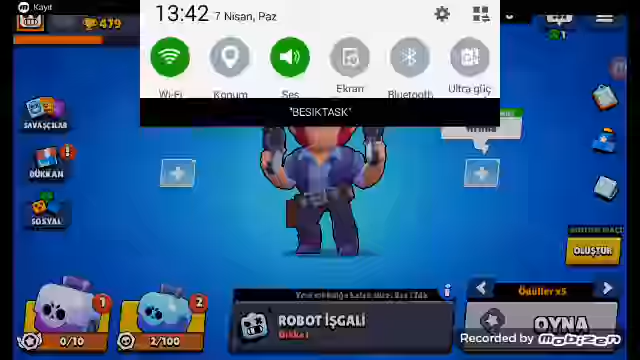 Kayıt
479
13:42 7 Nisan, Paz
Wi-Fi
Konum
Ses
Ekran
Bluetooth
Ultra güç
"BESIKTASK"
SAVAŞÇILAR
DÜKKAN
SOSYAL
OLUŞTUR
Ödüller x5
1
0/10
2
2/100
ROBOT İŞGALİ
OYNA
Recorded by
mobizen